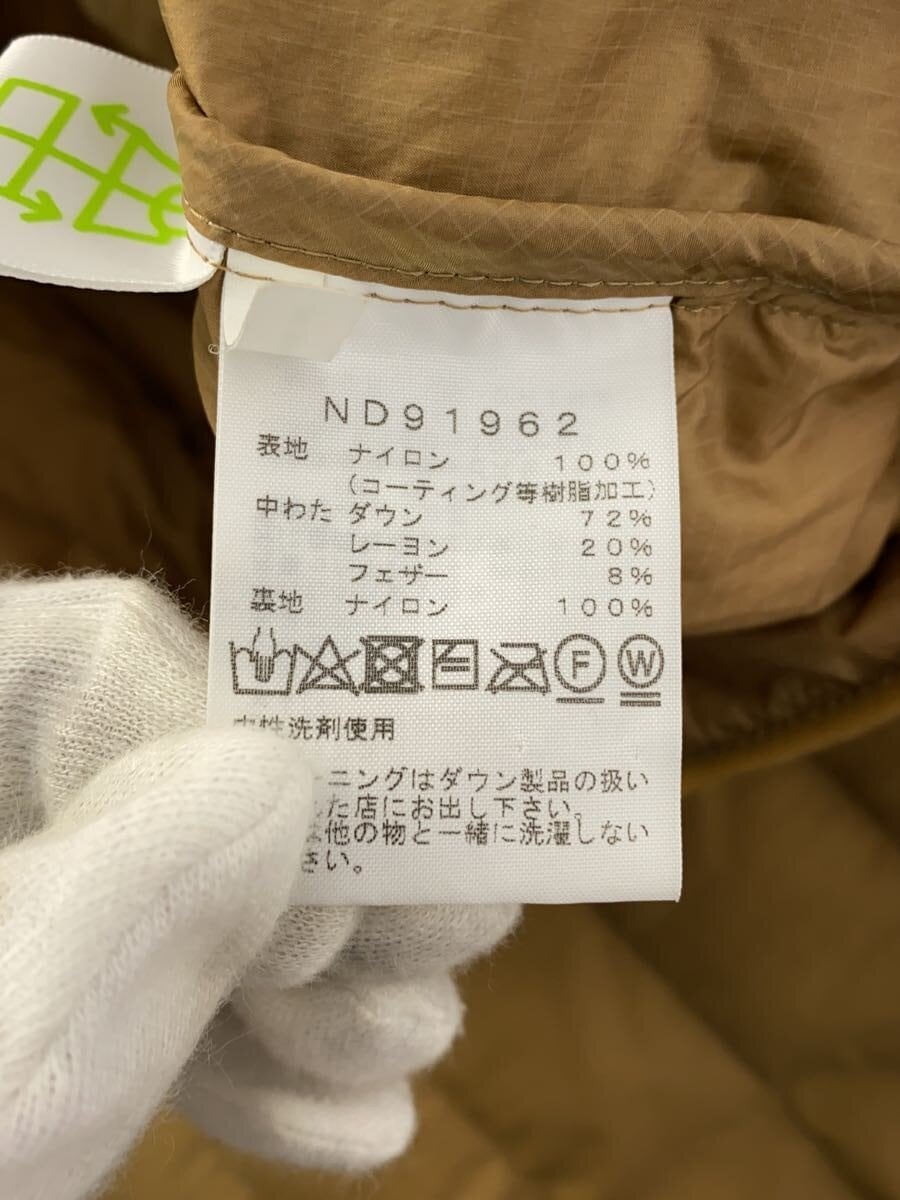 ND91962
表地 ナイロン 100%
(コーティング等樹脂加工)
中わた ダウン 72%
レーヨン 20%
フェザー 8%
裏地 ナイロン 100%
F W
中性洗剤使用
ーニングはダウン製品の扱い
した店にお出し下さい。
は他の物と一緒に洗濯しない
さい。